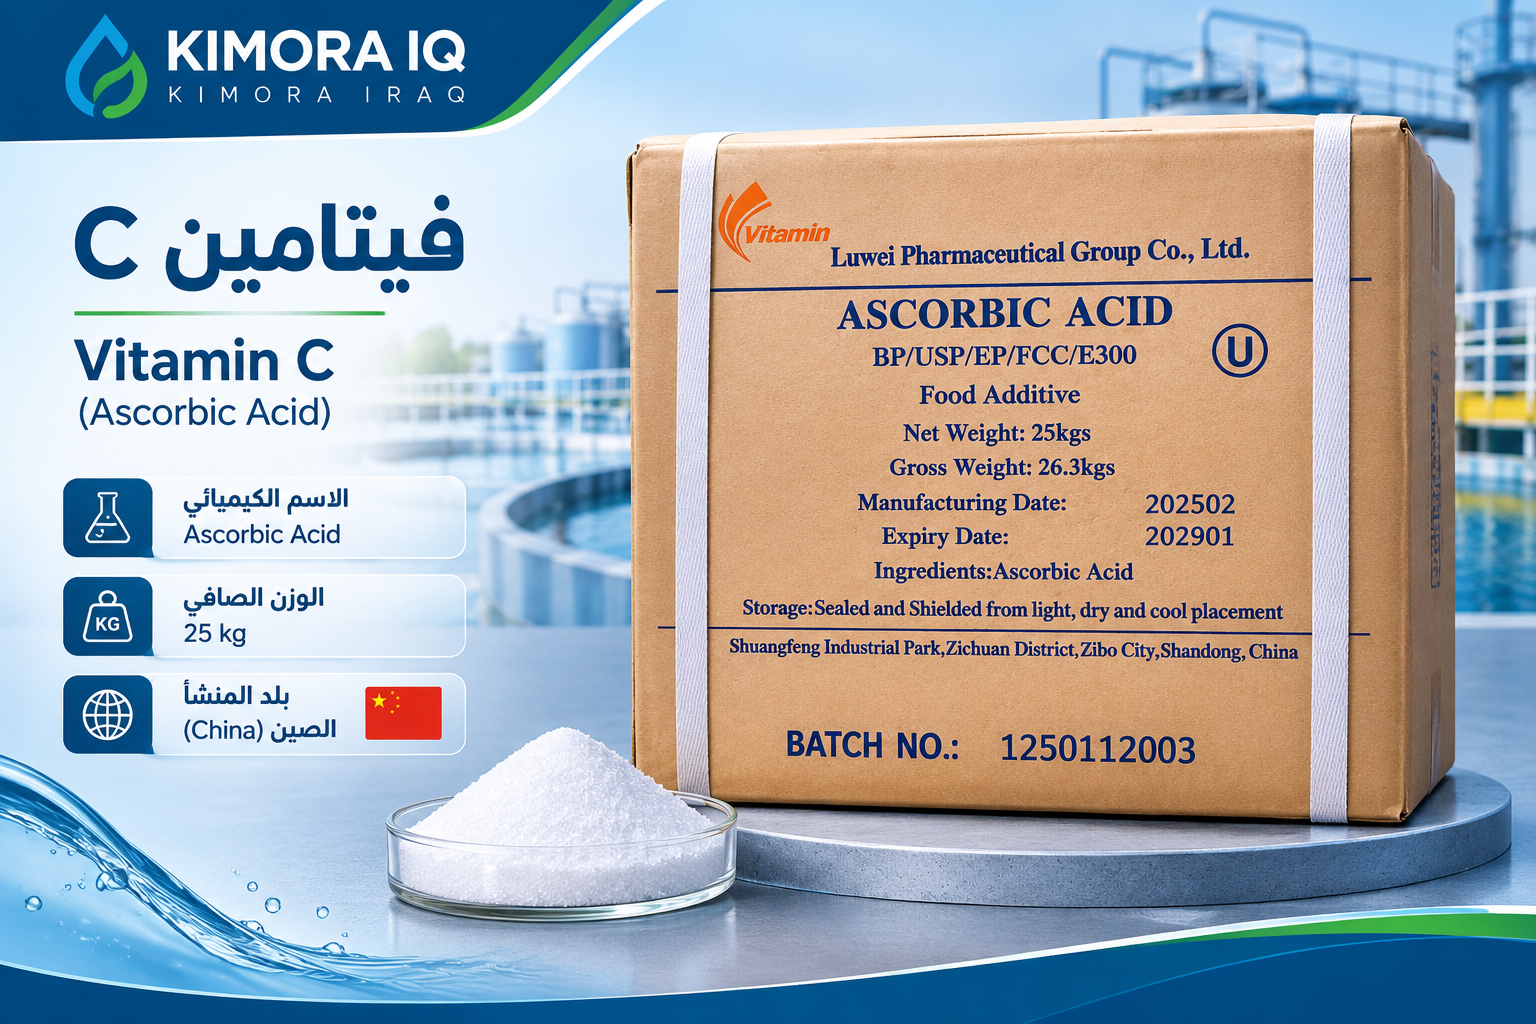 KIMORA IQ
KIMORA IRAQ
فيتامين C
Vitamin C
(Ascorbic Acid)
الاسم الكيميائي
Ascorbic Acid
KG
الوزن الصافي
25 kg
بلد المنشأ
الصين (China)
Vitamin
Luwei Pharmaceutical Group Co., Ltd.
ASCORBIC ACID
BP/USP/EP/FCC/E300
U
Food Additive
Net Weight: 25kgs
Gross Weight: 26.3kgs
Manufacturing Date: 202502
Expiry Date: 202901
Ingredients:Ascorbic Acid
Storage:Sealed and Shielded from light, dry and cool placement
Shuangfeng Industrial Park,Zichuan District,Zibo City,Shandong, China
BATCH NO.: 1250112003